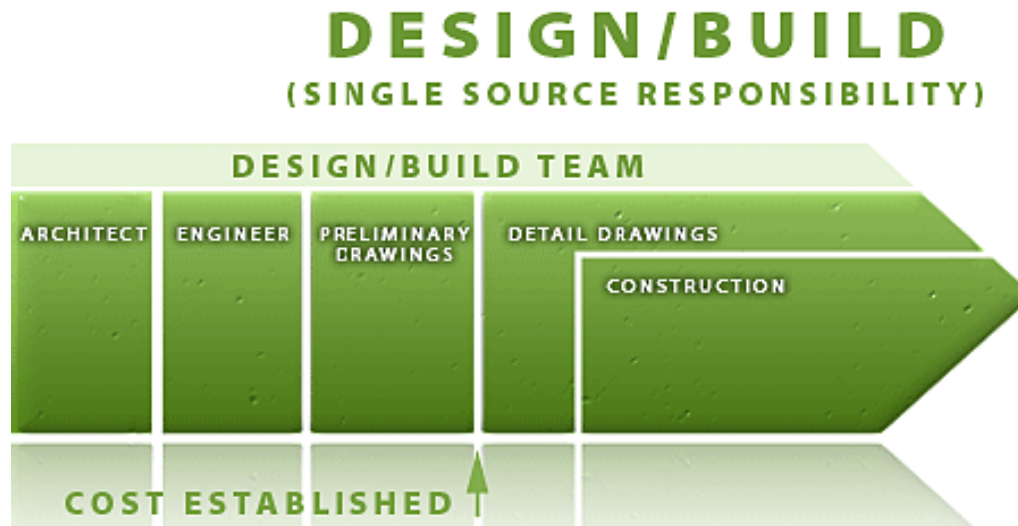 DESIGN/BUILD
(SINGLE SOURCE RESPONSIBILITY)
DESIGN/BUILD TEAM
ARCHITECT
ENGINEER
PRELIMINARY
DRAWINGS
DETAIL DRAWINGS
CONSTRUCTION
COST ESTABLISHED